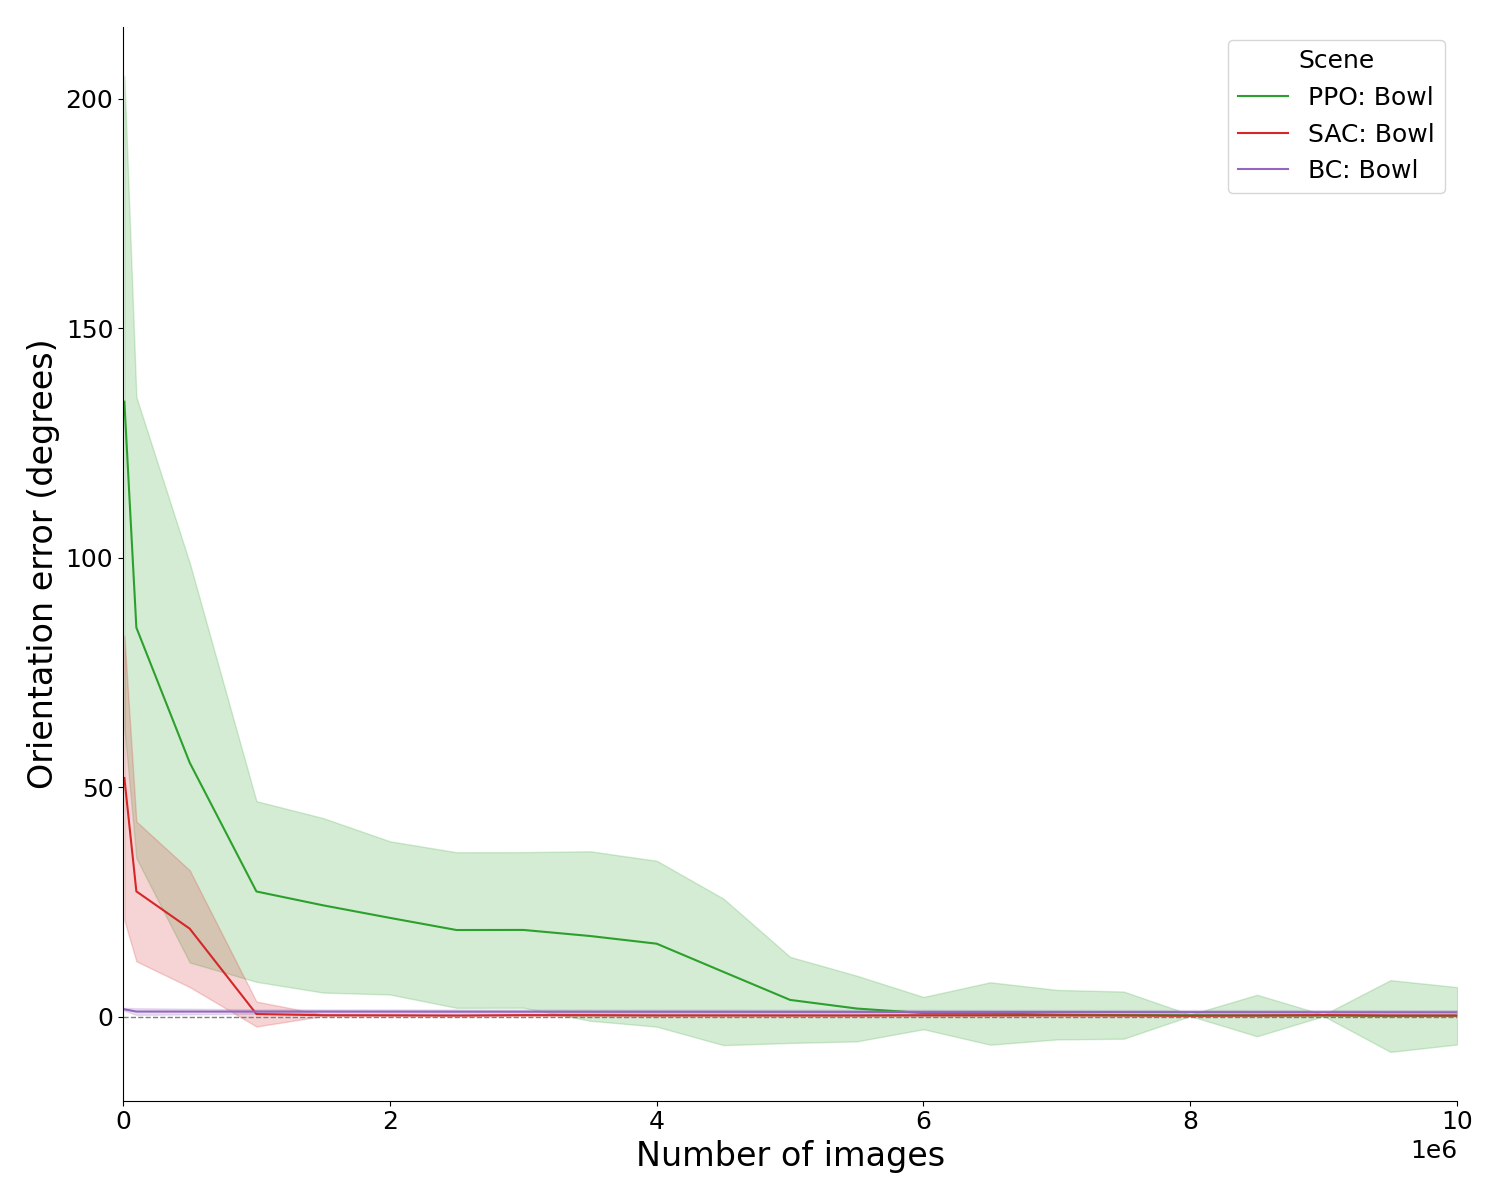 Scene
PPO: Bowl
SAC: Bowl
BC: Bowl
Orientation error (degrees)
200
150
100
50
0
0 2 4 6 8 10
1e6
Number of images